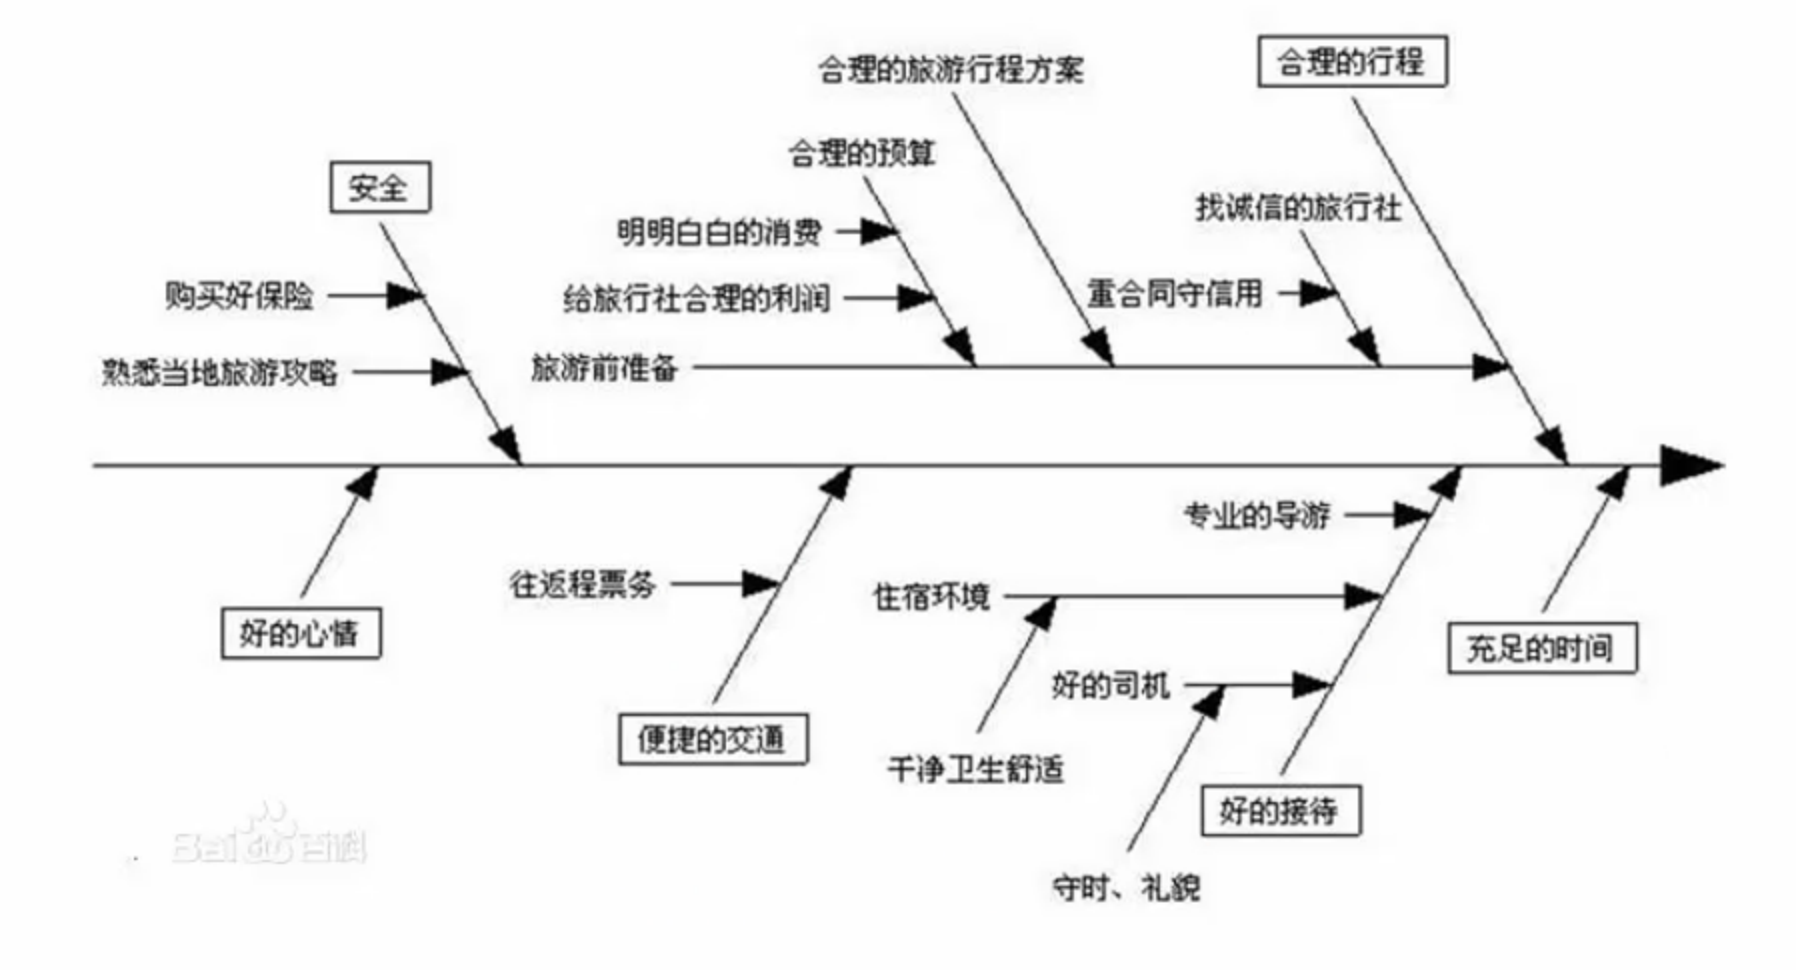 合理的行程
合理的旅游行程方案
合理的预算
安全
找诚信的旅行社
明明白白的消费
购买好保险
给旅行社合理的利润
重合同守信用
熟悉当地旅游攻略
旅游前准备
专业的导游
往返程票务
住宿环境
好的心情
充足的时间
好的司机
便捷的交通
干净卫生舒适
好的接待
Baidu百科
守时、礼貌